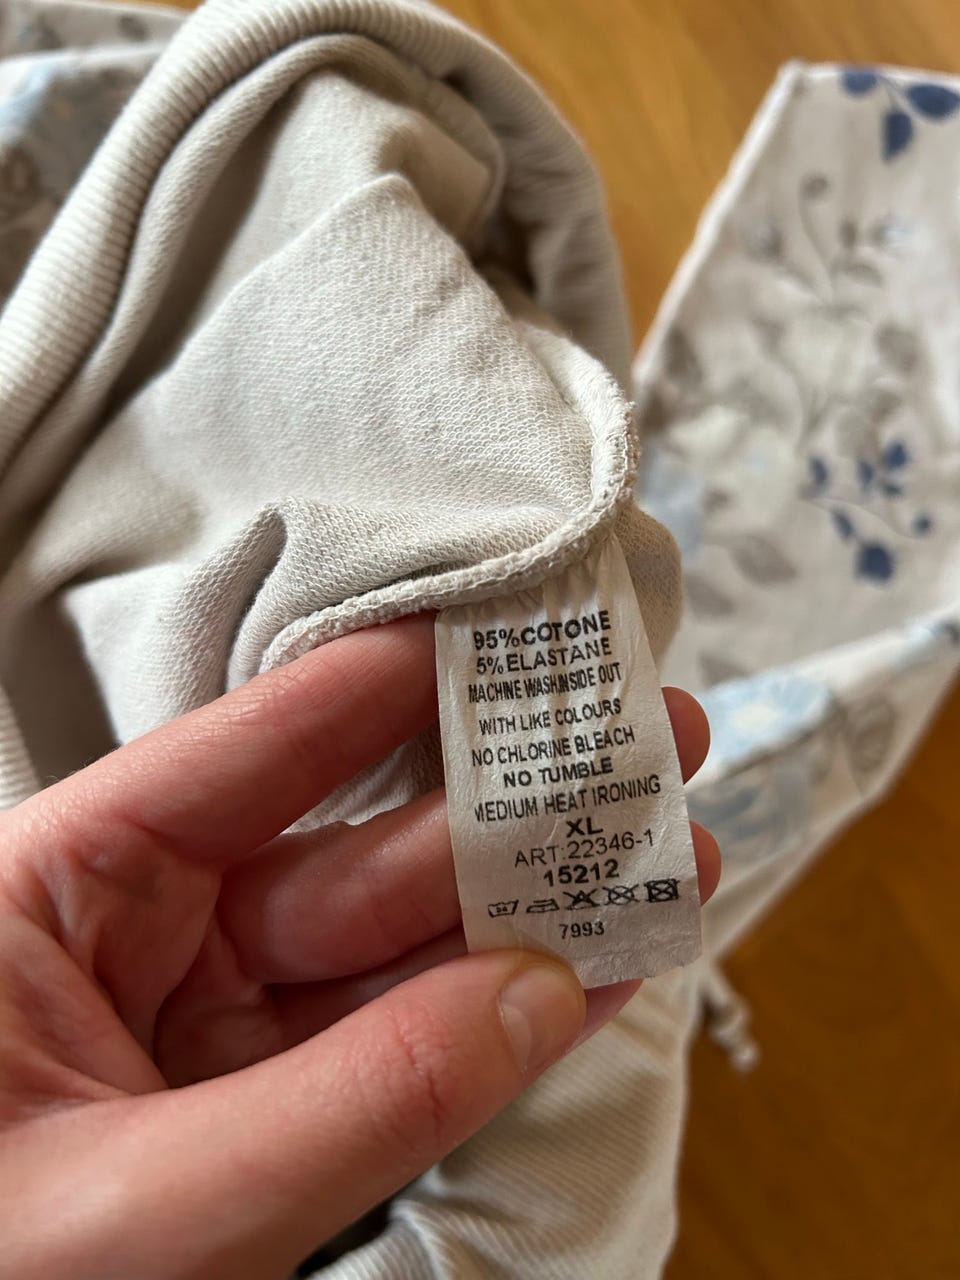 95%COTONE
5%ELASTANE
MACHINE WASH,INSIDE OUT
WITH LIKE COLOURS
NO CHLORINE BLEACH
NO TUMBLE
MEDIUM HEAT IRONING
XL
ART:22346-1
15212
7993